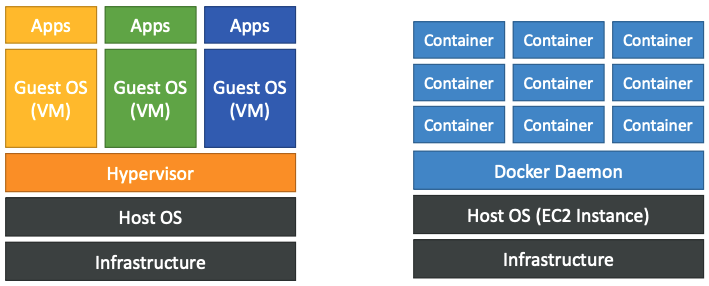 Apps
Apps
Apps
Guest OS
(VM)
Guest OS
(VM)
Guest OS
(VM)
Hypervisor
Host OS
Infrastructure
Container
Container
Container
Container
Container
Container
Container
Container
Container
Docker Daemon
Host OS (EC2 Instance)
Infrastructure